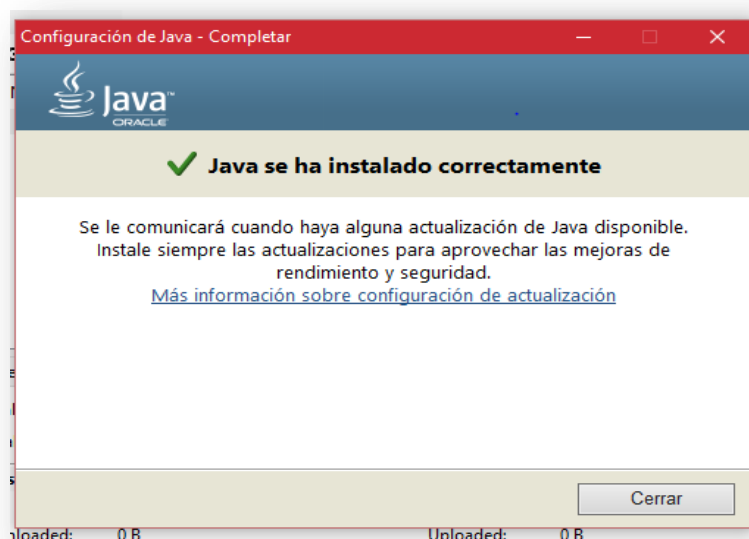 Configuración de Java - Completar
Java™
ORACLE
Java se ha instalado correctamente
Se le comunicará cuando haya alguna actualización de Java disponible.
Instale siempre las actualizaciones para aprovechar las mejoras de
rendimiento y seguridad.
Más información sobre configuración de actualización
Cerrar
0 B Uploaded: 0 B